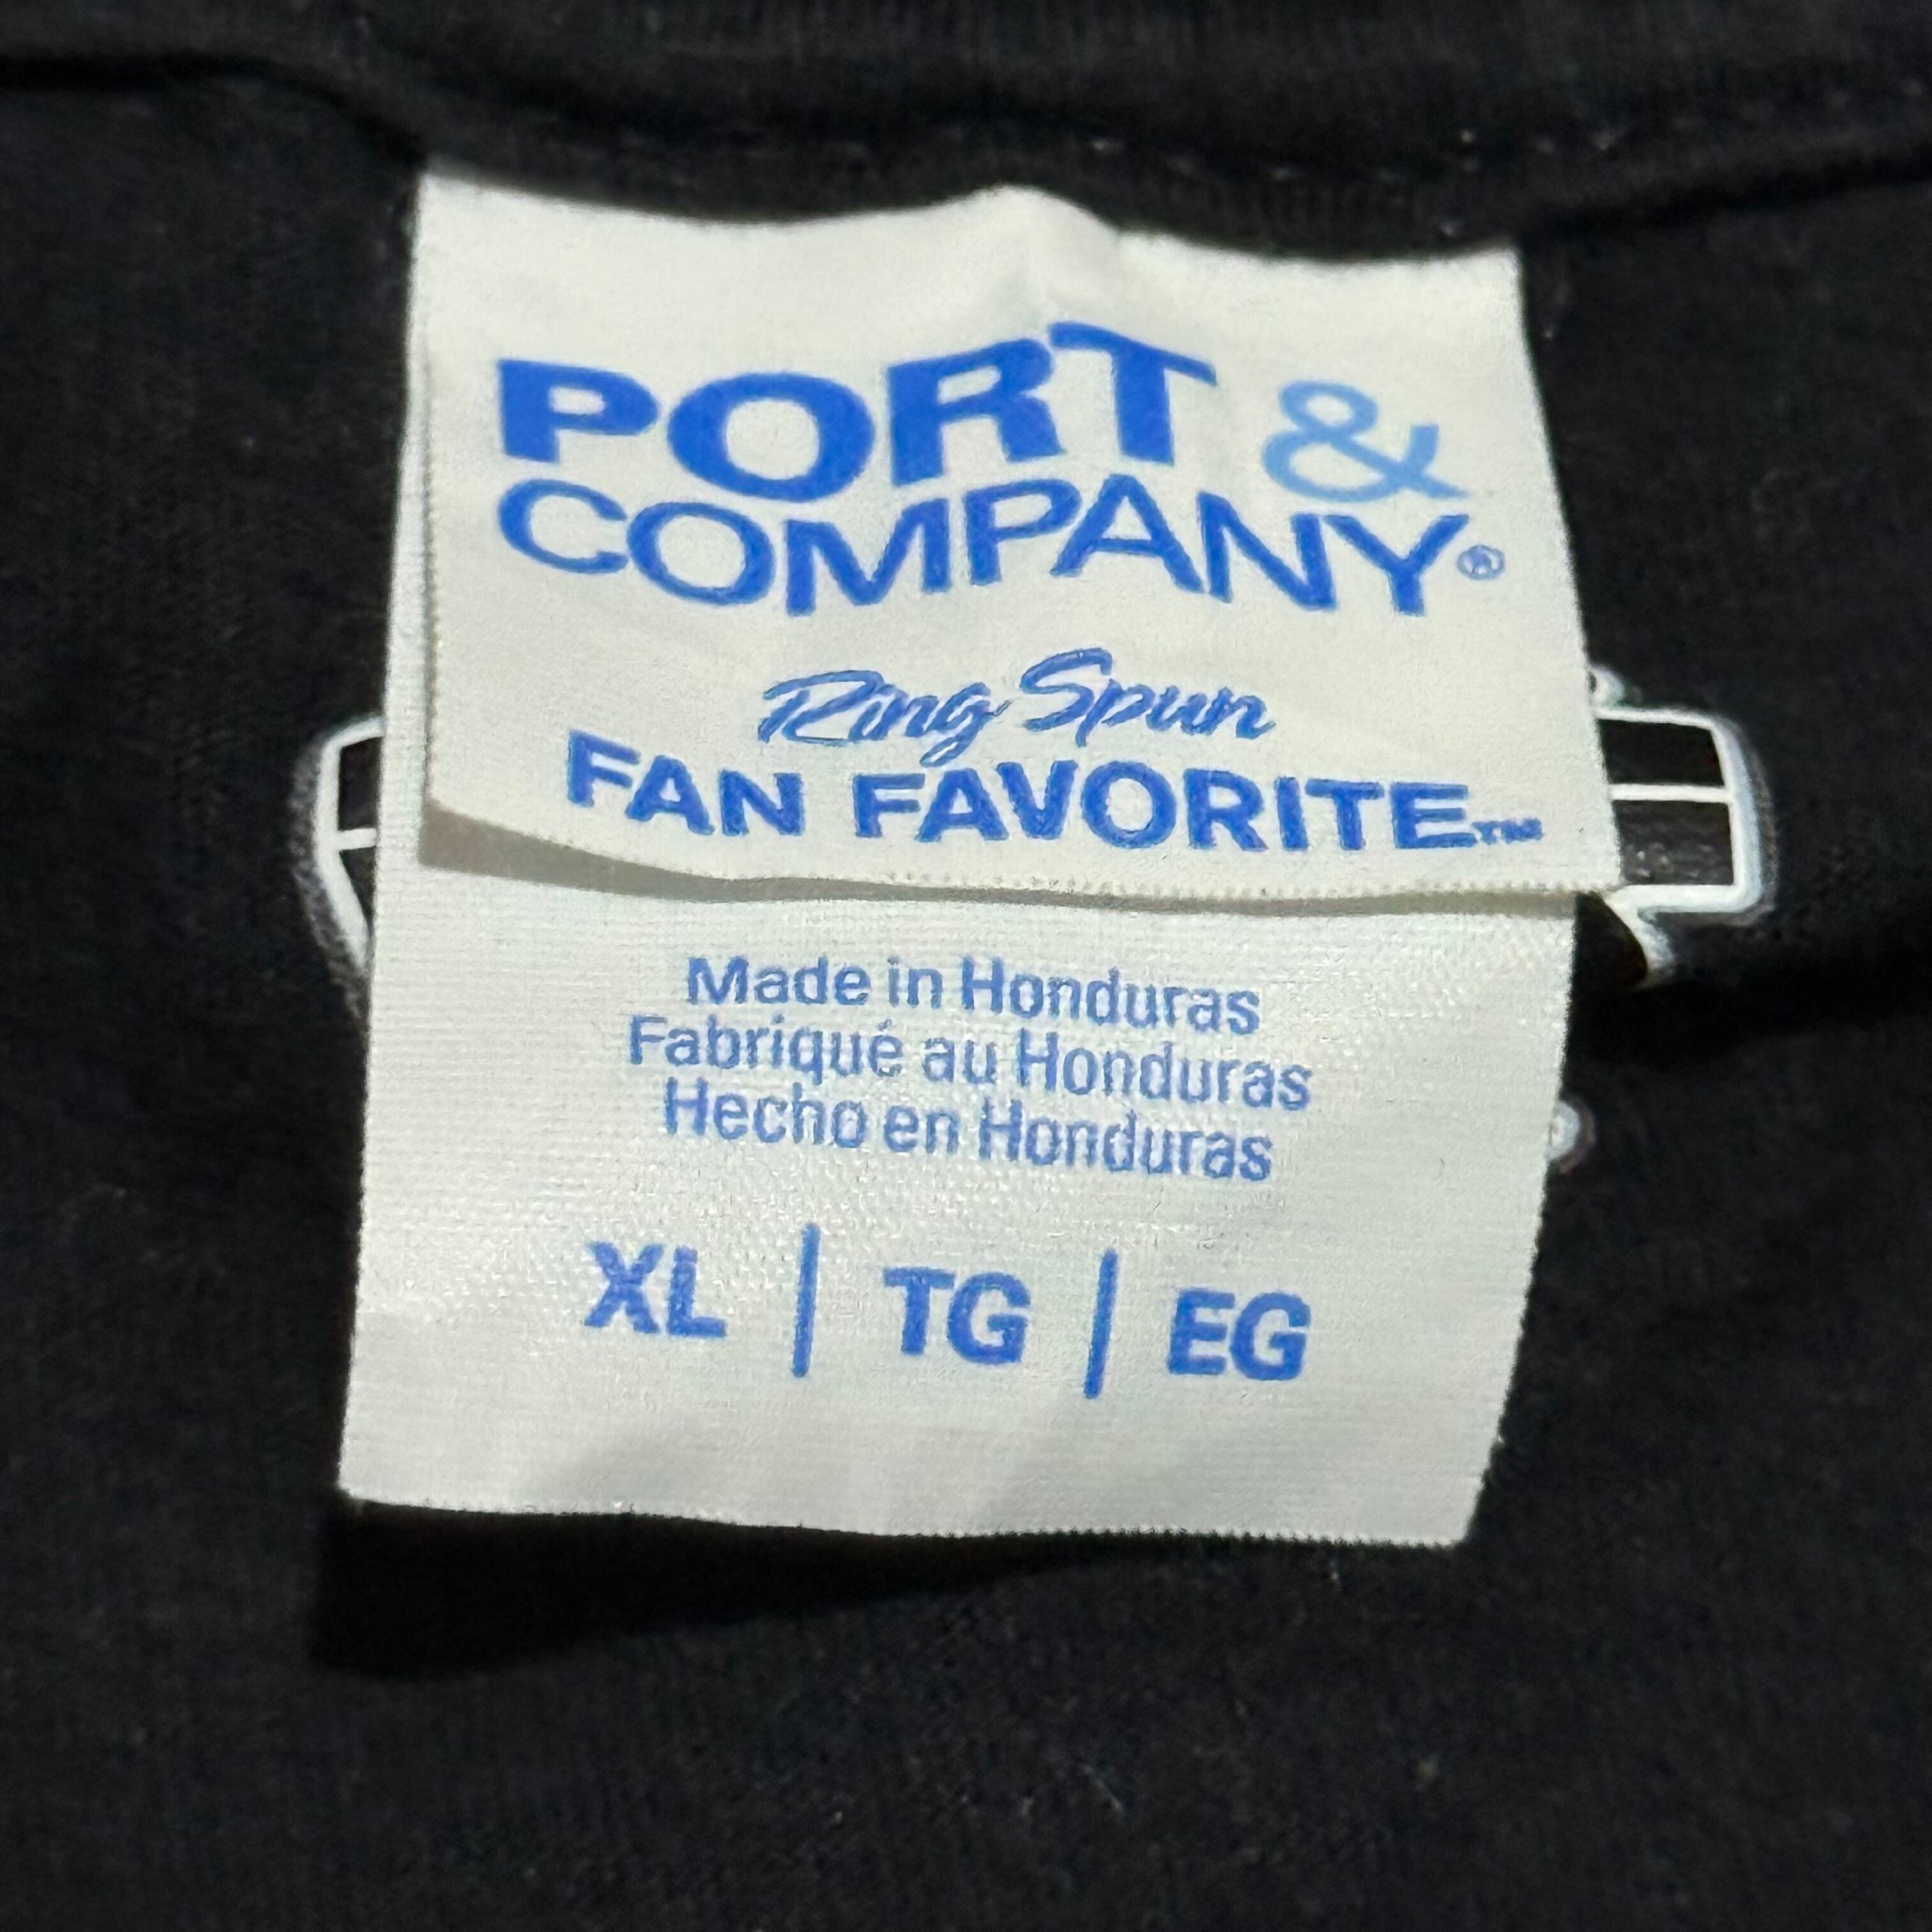 PORT &
COMPANY®
Ring Spun
FAN FAVORITE™
Made in Honduras
Fabriqué au Honduras
Hecho en Honduras
XL | TG | EG